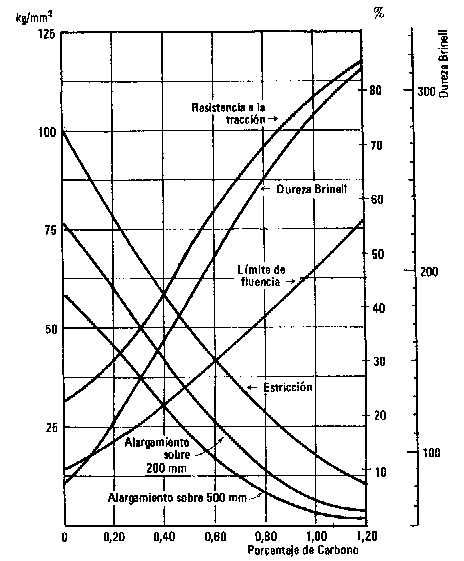 kg/mm²
%
Dureza Brinell
125
100
75
50
25
80
70
60
50
40
30
20
10
300
200
100
Resistencia a la
tracción
Dureza Brinell
Límite de
fluencia
Estricción
Alargamiento
sobre
200 mm
Alargamiento sobre 500 mm
0
0,20
0,40
0,60
0,80
1,00
1,20
Porcentaje de Carbono